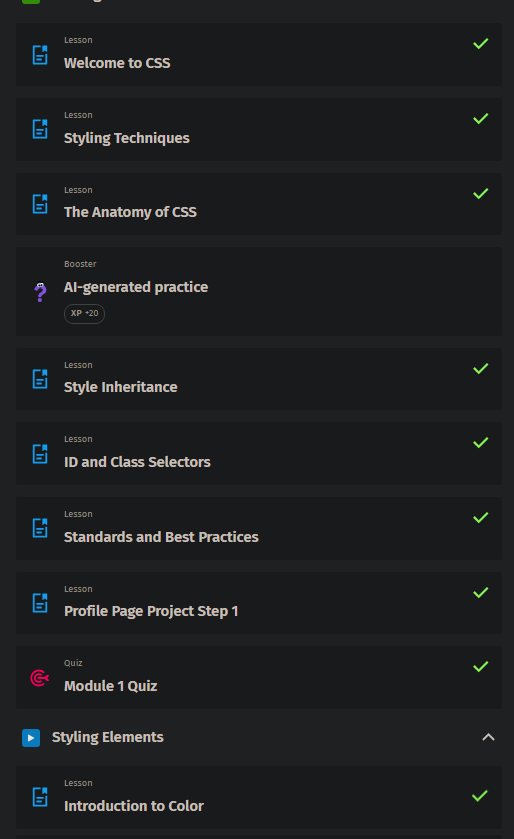 Lesson
Welcome to CSS
Lesson
Styling Techniques
Lesson
The Anatomy of CSS
Booster
AI-generated practice
XP +20
Lesson
Style Inheritance
Lesson
ID and Class Selectors
Lesson
Standards and Best Practices
Lesson
Profile Page Project Step 1
Quiz
Module 1 Quiz
Styling Elements
Lesson
Introduction to Color